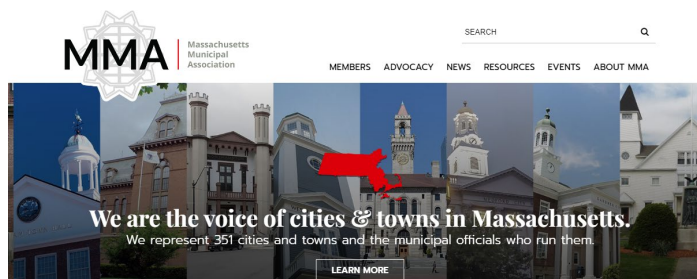 SEARCH
MMA
Massachusetts
Municipal
Association
MEMBERS ADVOCACY NEWS RESOURCES EVENTS ABOUT MMA
We are the voice of cities & towns in Massachusetts.
We represent 351 cities and towns and the municipal officials who run them.
LEARN MORE